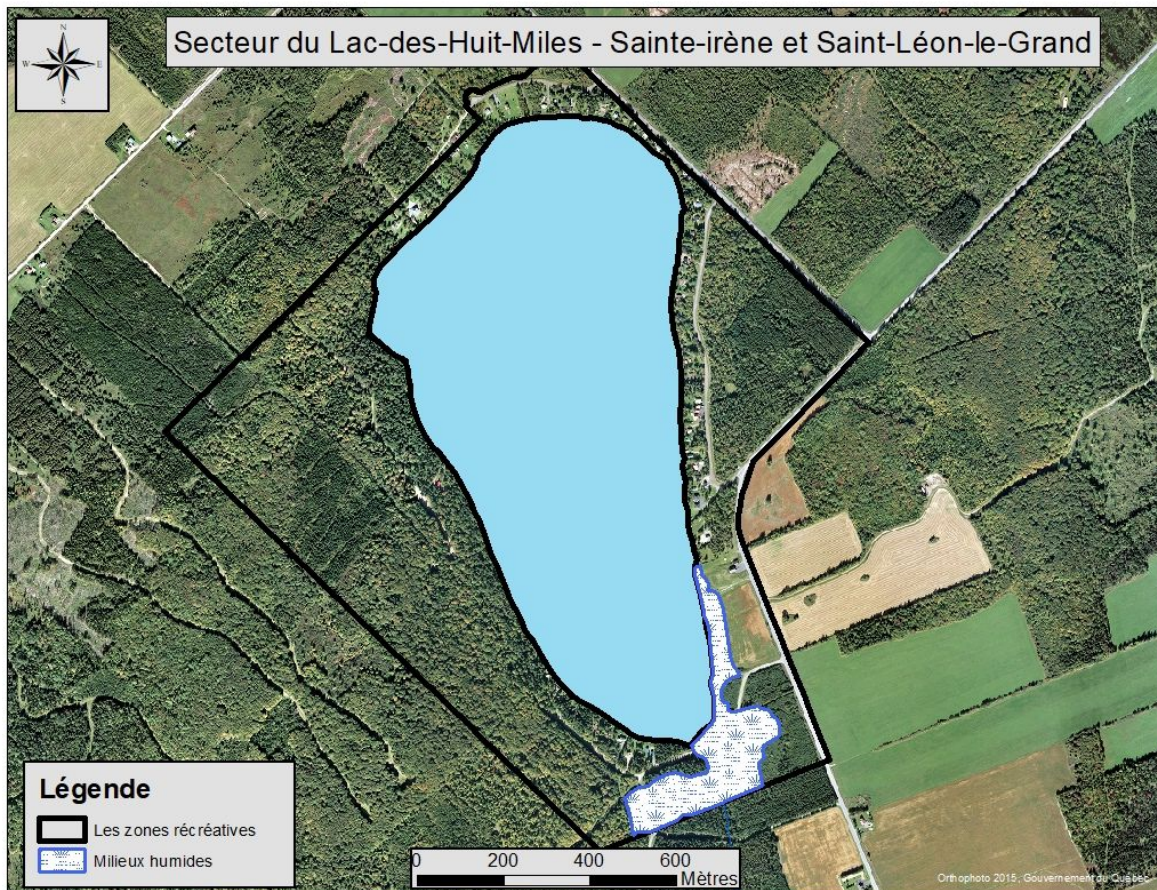 Secteur du Lac-des-Huit-Miles - Sainte-irène et Saint-Léon-le-Grand
N
W E
S
Légende
Les zones récréatives
Milieux humides
0 200 400 600
Mètres
Orthophoto 2015, Gouvernement du Québec